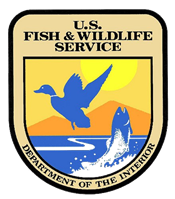 U.S.
FISH & WILDLIFE
SERVICE
DEPARTMENT OF THE INTERIOR